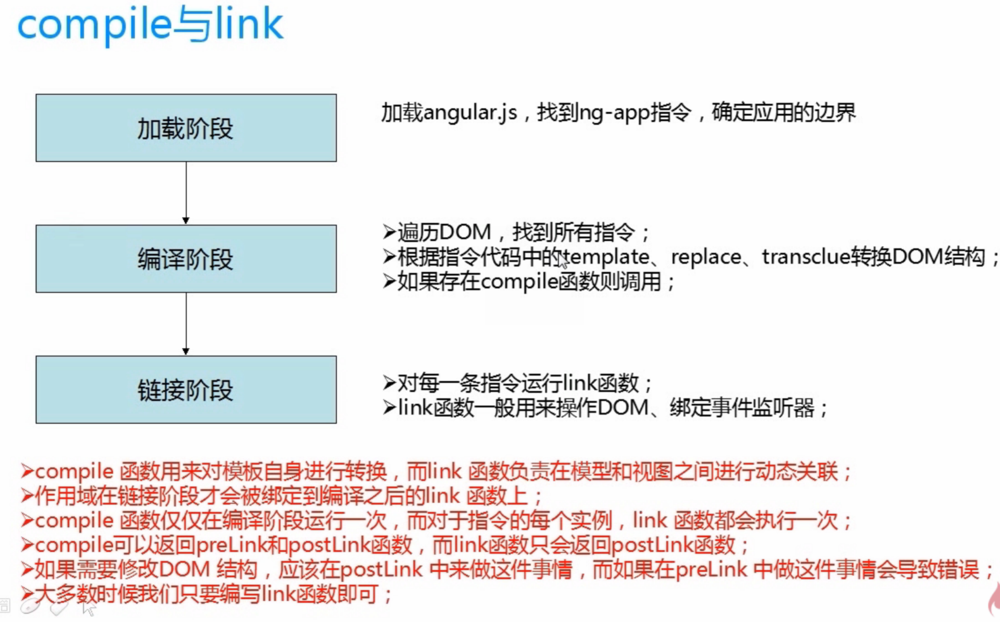 compile与link
加载阶段
加载angular.js，找到ng-app指令，确定应用的边界
编译阶段
➢遍历DOM，找到所有指令；
➢根据指令代码中的template、replace、transclue转换DOM结构；
➢如果存在compile函数则调用；
链接阶段
➢对每一条指令运行link函数；
➢link函数一般用来操作DOM、绑定事件监听器；
➢compile 函数用来对模板自身进行转换，而link 函数负责在模型和视图之间进行动态关联；
➢作用域在链接阶段才会被绑定到编译之后的link 函数上；
➢compile 函数仅仅在编译阶段运行一次，而对于指令的每个实例，link 函数都会执行一次；
➢compile可以返回preLink和postLink函数，而link函数只会返回postLink函数；
➢如果需要修改DOM 结构，应该在postLink 中来做这件事情，而如果在preLink 中做这件事情会导致错误；
➢大多数时候我们只要编写link函数即可；